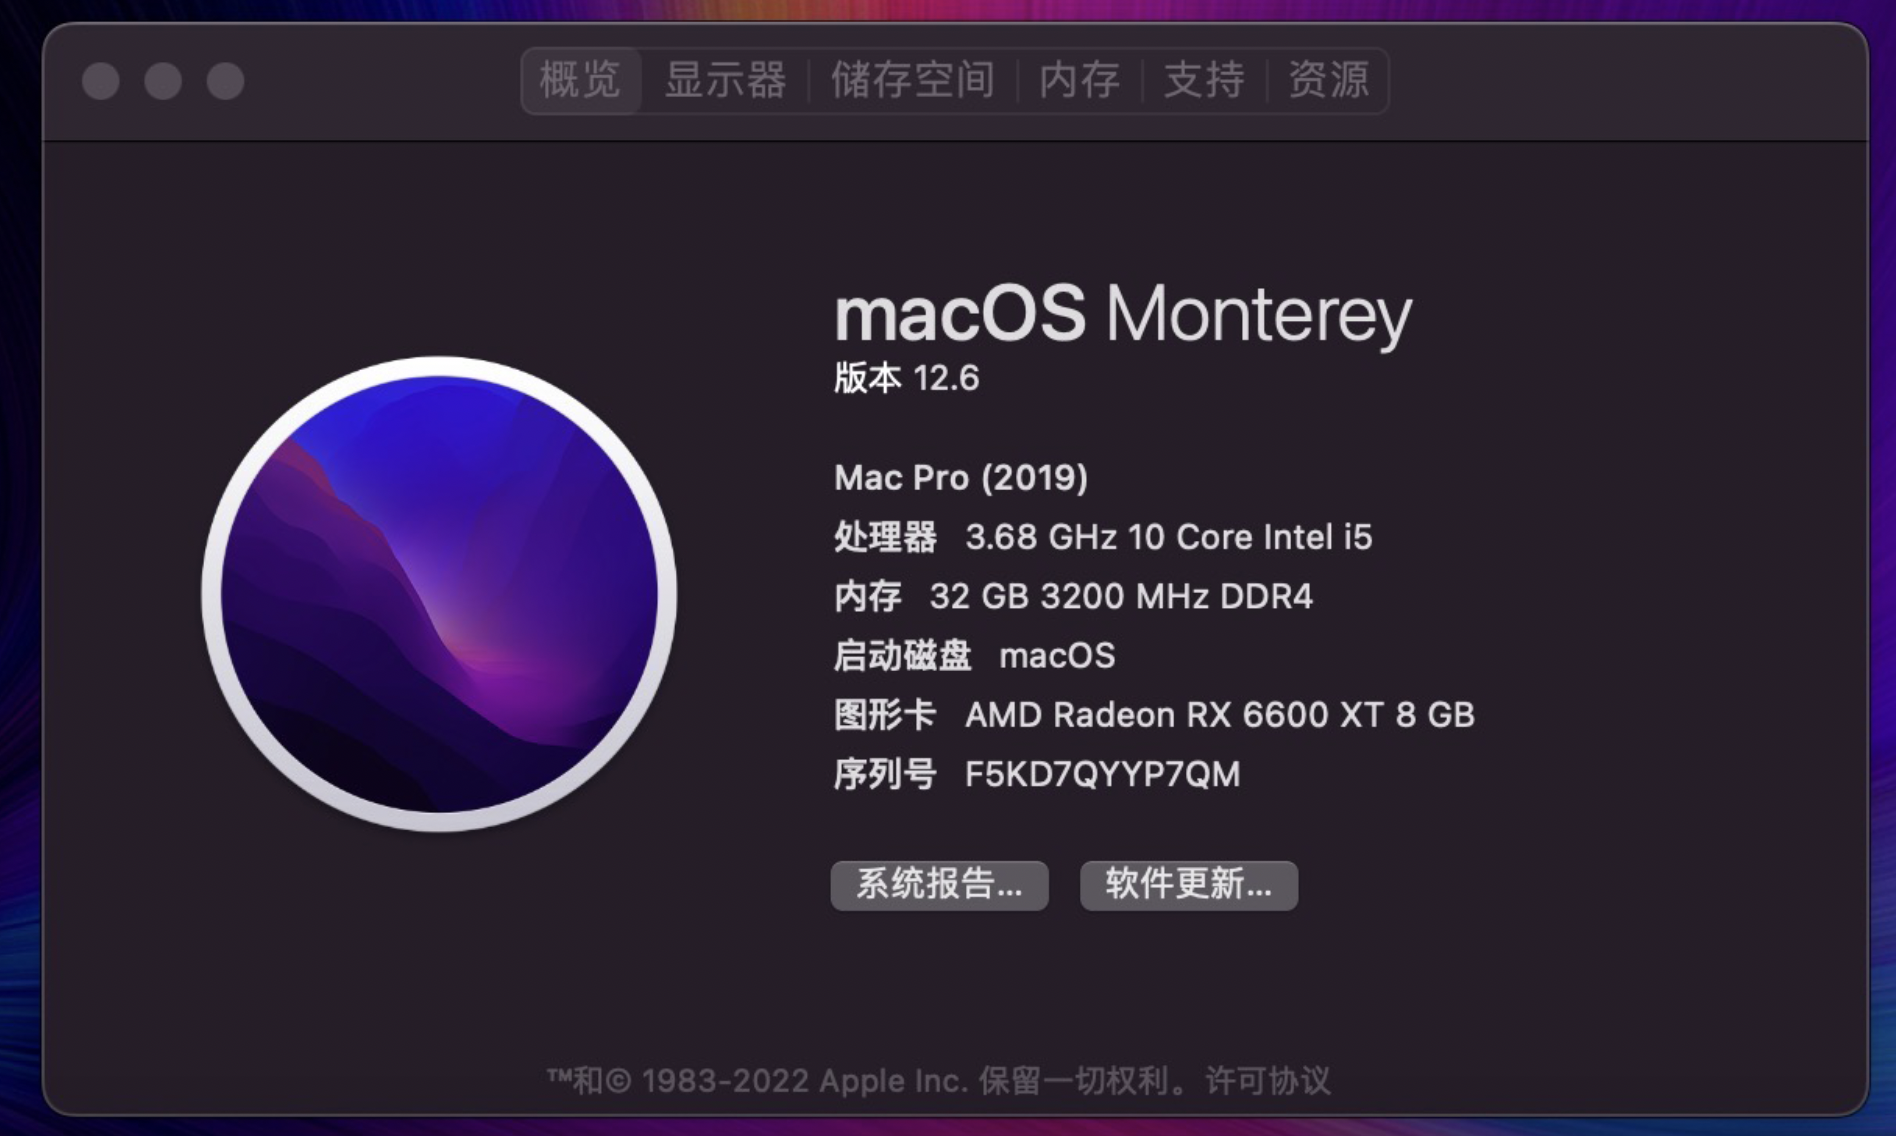 概览 显示器 储存空间 内存 支持 资源
macOS Monterey
版本 12.6
Mac Pro (2019)
处理器 3.68 GHz 10 Core Intel i5
内存 32 GB 3200 MHz DDR4
启动磁盘 macOS
图形卡 AMD Radeon RX 6600 XT 8 GB
序列号 F5KD7QYYP7QM
系统报告... 软件更新...
™和© 1983-2022 Apple Inc. 保留一切权利。许可协议